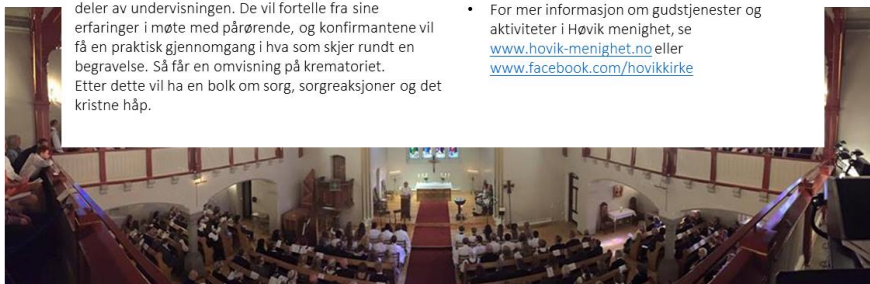 deler av undervisningen. De vil fortelle fra sine
erfaringer i møte med pårørende, og konfirmantene vil
få en praktisk gjennomgang i hva som skjer rundt en
begravelse. Så får en omvisning på krematoriet.
Etter dette vil ha en bolk om sorg, sorgreaksjoner og det
kristne håp.
• For mer informasjon om gudstjenester og
aktiviteter i Høvik menighet, se
www.hovik-menighet.no eller
www.facebook.com/hovikkirke